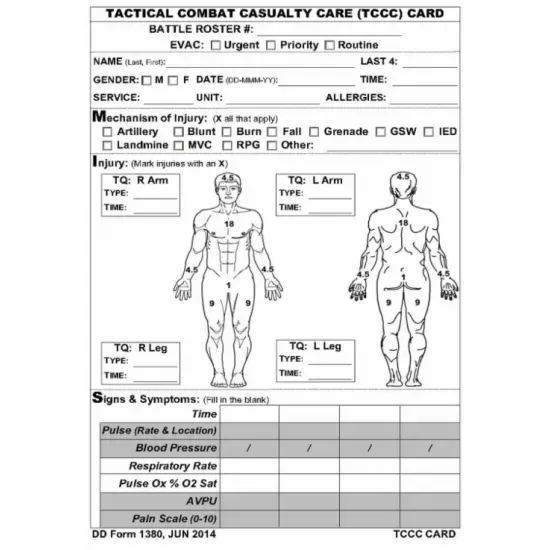 TACTICAL COMBAT CASUALTY CARE (TCCC) CARD
BATTLE ROSTER #:
EVAC: Urgent Priority Routine
NAME (Last, First): LAST 4:
GENDER: M F DATE (DD-MMM-YY): TIME:
SERVICE: UNIT: ALLERGIES:
Mechanism of Injury: (X all that apply)
Artillery Blunt Burn Fall Grenade GSW IED
Landmine MVC RPG Other:
Injury: (Mark injuries with an X)
TQ: R Arm 4.5 TQ: L Arm 4.5
TYPE: TYPE:
TIME: TIME:
18 18
4.5 4.5 4.5 4.5
1 1
9 9 9 9
TQ: R Leg TQ: L Leg
TYPE: TYPE:
TIME: TIME:
Signs & Symptoms: (Fill in the blank)
Time
Pulse (Rate & Location)
Blood Pressure / / / /
Respiratory Rate
Pulse Ox % O2 Sat
AVPU
Pain Scale (0-10)
DD Form 1380, JUN 2014 TCCC CARD